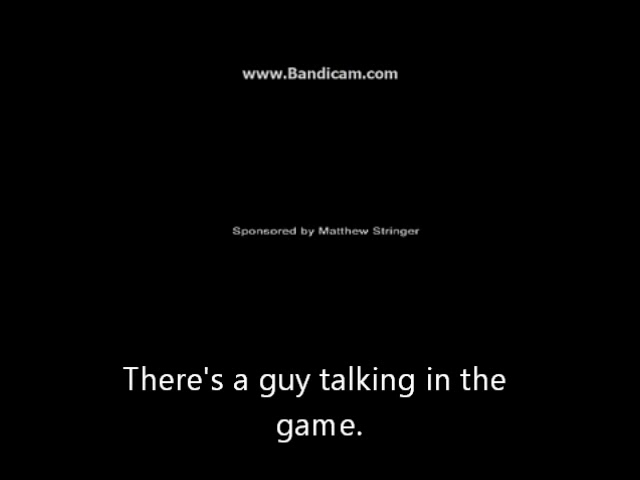 www.Bandicam.com
Sponsored by Matthew Stringer
There's a guy talking in the
game.